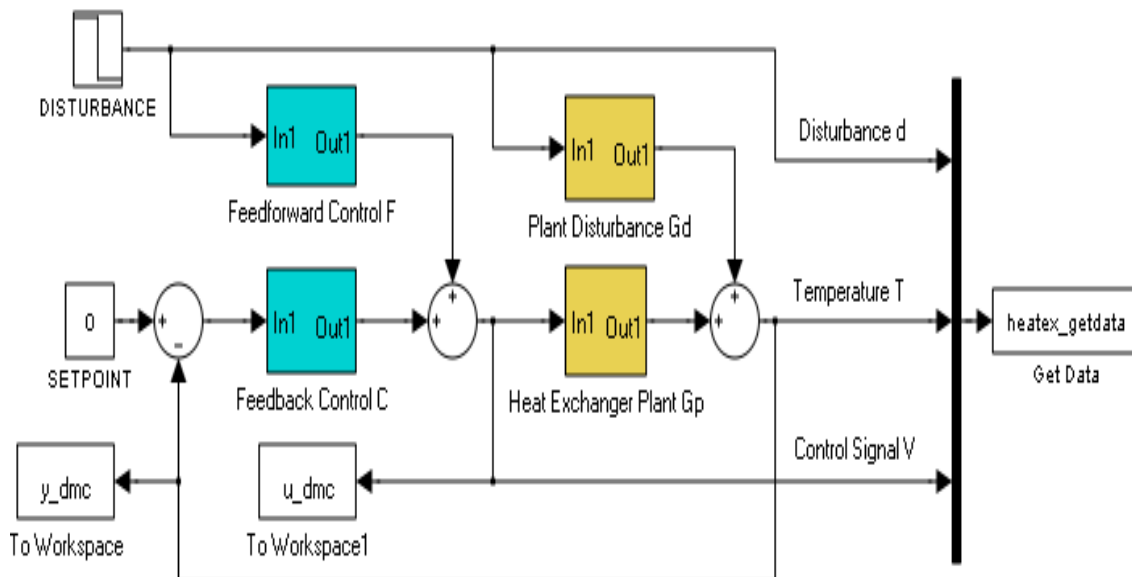 DISTURBANCE
In1 Out1
Feedforward Control F
In1 Out1
Plant Disturbance Gd
Disturbance d
0
SETPOINT
+
−
In1 Out1
Feedback Control C
+
+
In1 Out1
Heat Exchanger Plant Gp
+
+
Temperature T
heatex_getdata
Get Data
y_dmc
To Workspace
u_dmc
To Workspace1
Control Signal V